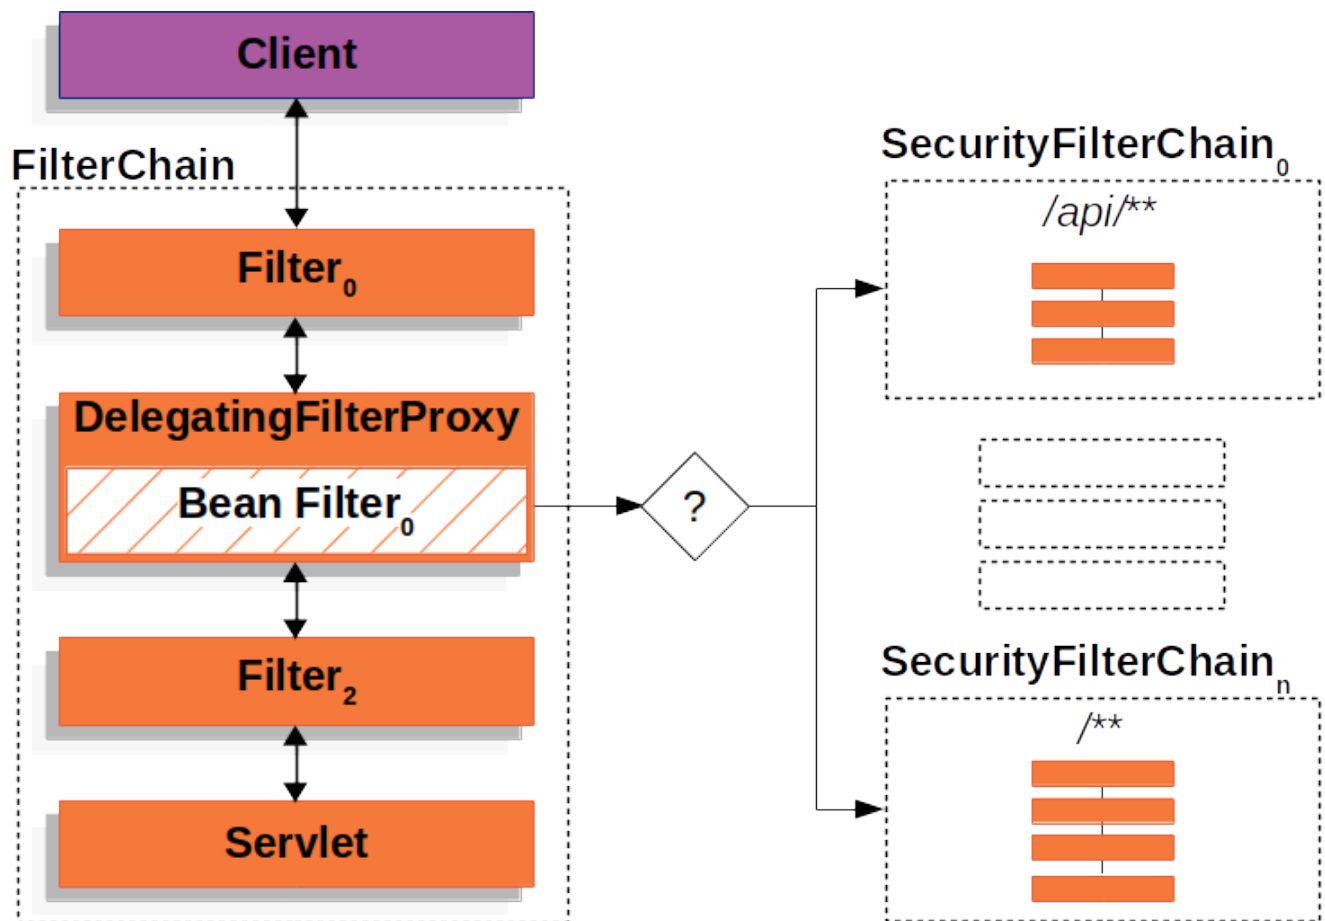 Client
FilterChain
Filter0
DelegatingFilterProxy
Bean Filter0
Filter2
Servlet
?
SecurityFilterChain0
/api/**
SecurityFilterChainn
/**